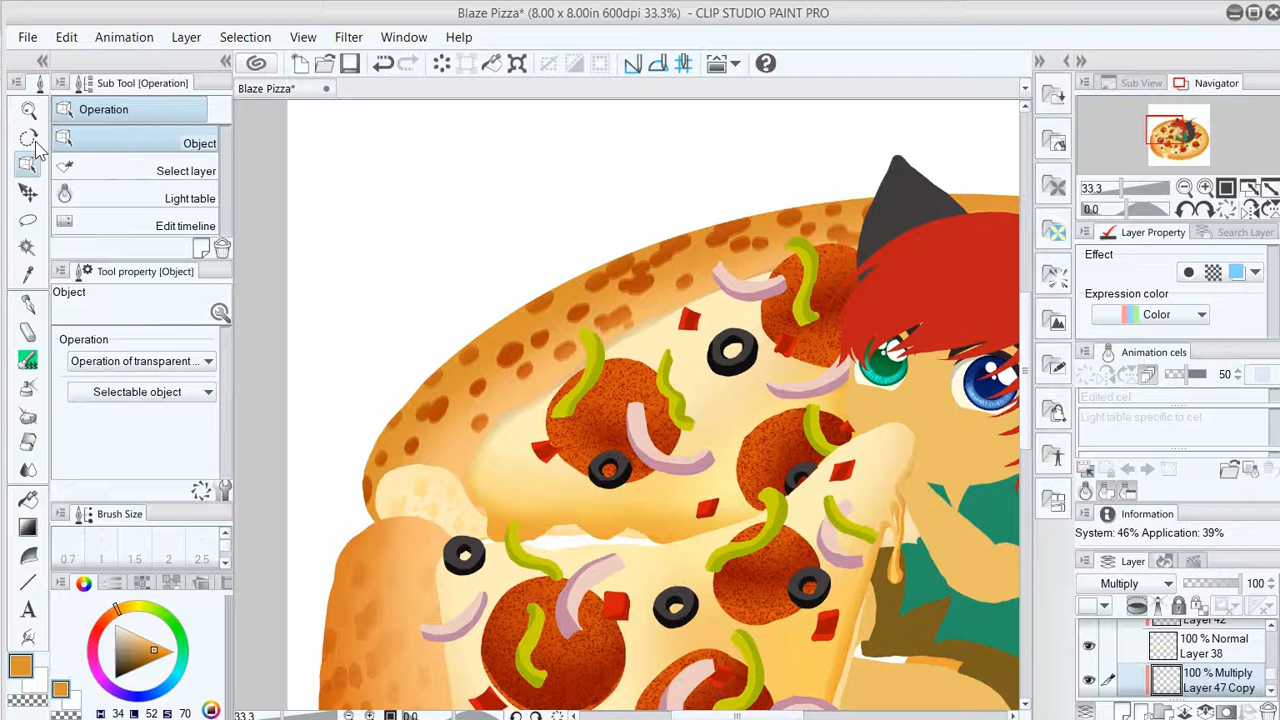 Blaze Pizza* (8.00 x 8.00in 600dpi 33.3%) - CLIP STUDIO PAINT PRO
File Edit Animation Layer Selection View Filter Window Help
Sub Tool [Operation]
Blaze Pizza*
Sub View Navigator
Operation
Object
Select layer
Light table
Edit timeline
33.3
0.0
Tool property [Object]
Layer Property Search Layer
Object
Effect
Operation
Expression color
Operation of transparent ...
Color
Selectable object
Animation cels
50
Edited cel
Light table specific to cel
Brush Size
Information
System: 46% Application: 39%
0.7 1 1.5 2 2.5
Layer
Multiply 100
Layer 42
100 % Normal
Layer 38
100 % Multiply
Layer 47 Copy
H 34 L 52 S 70
33.3 0.0